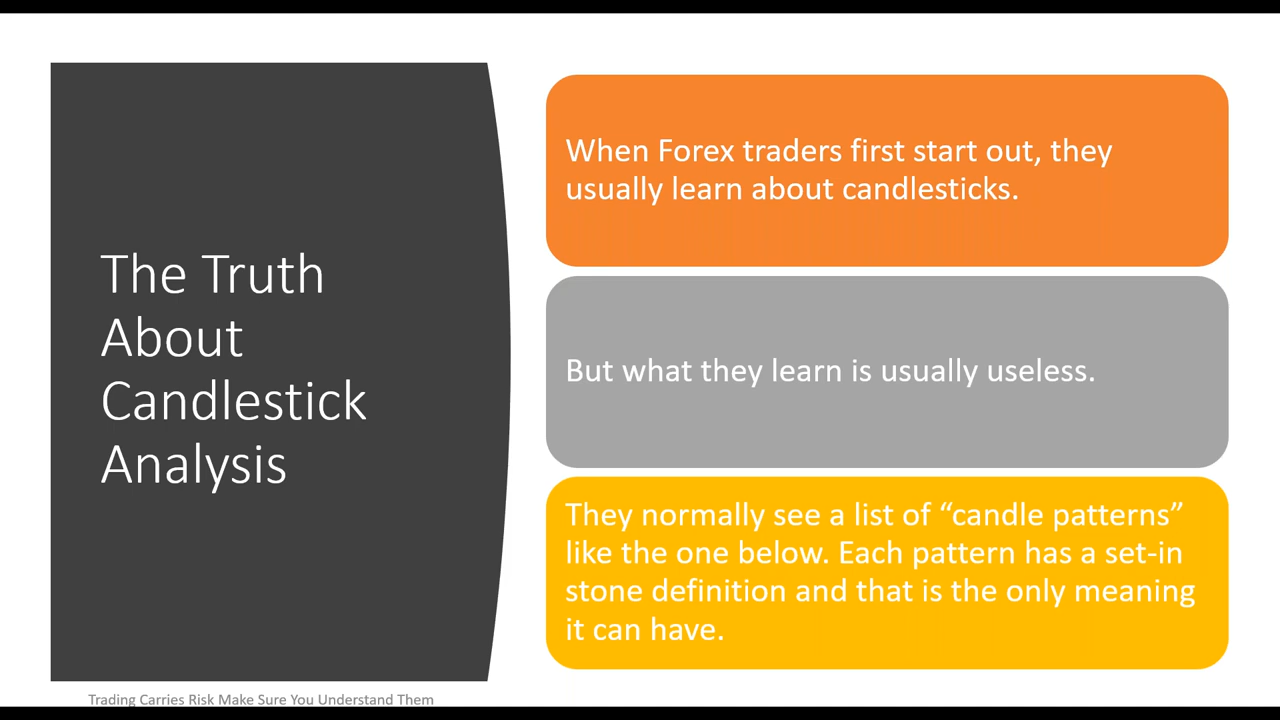 The Truth
About
Candlestick
Analysis
When Forex traders first start out, they
usually learn about candlesticks.
But what they learn is usually useless.
They normally see a list of “candle patterns”
like the one below. Each pattern has a set-in
stone definition and that is the only meaning
it can have.
Trading Carries Risk Make Sure You Understand Them